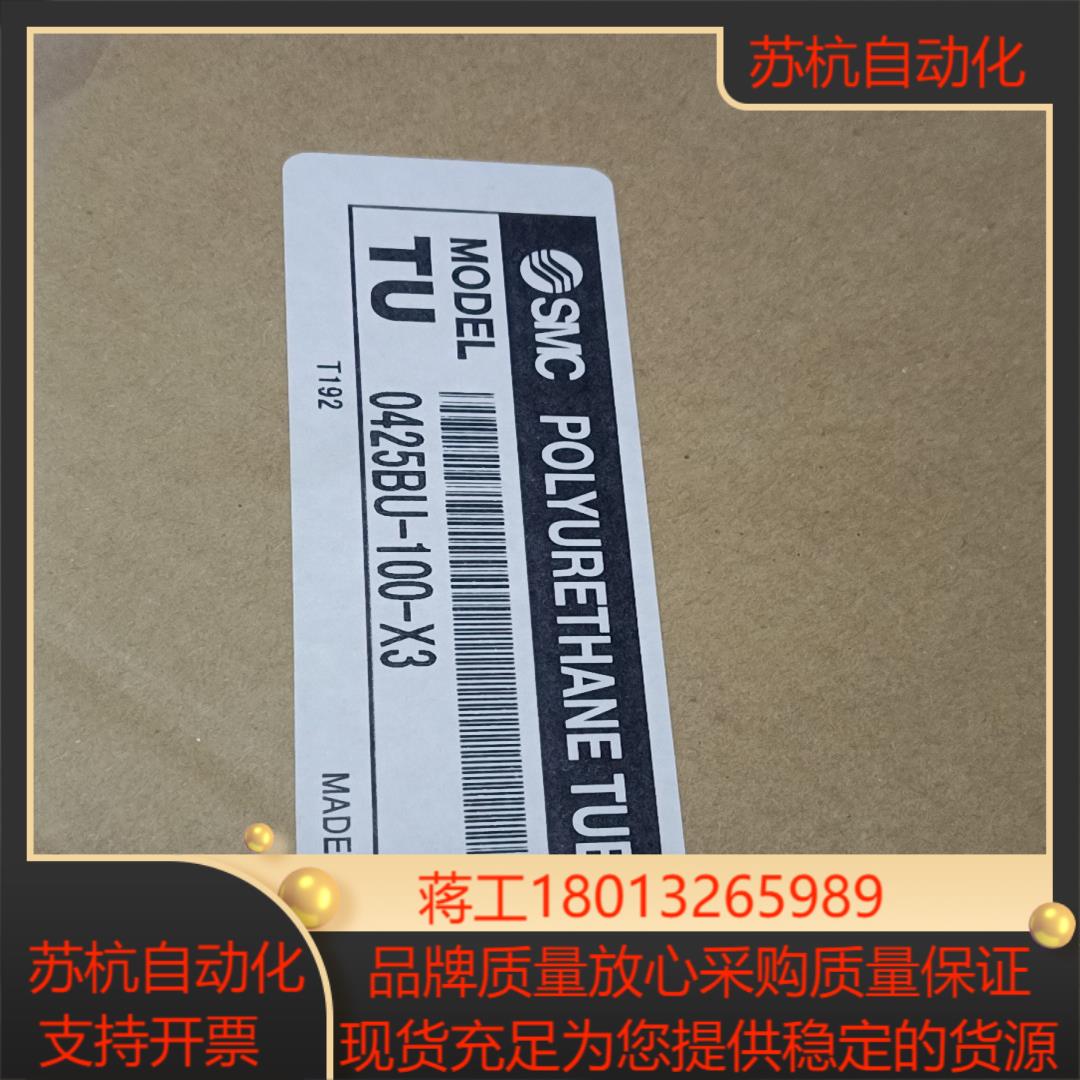 苏杭自动化
SMC POLYURETHANE TUB
MODEL
TU 0425BU-100-X3
T192
MADE
蒋工18013265989
苏杭自动化
支持开票
品牌质量放心采购质量保证
现货充足为您提供稳定的货源